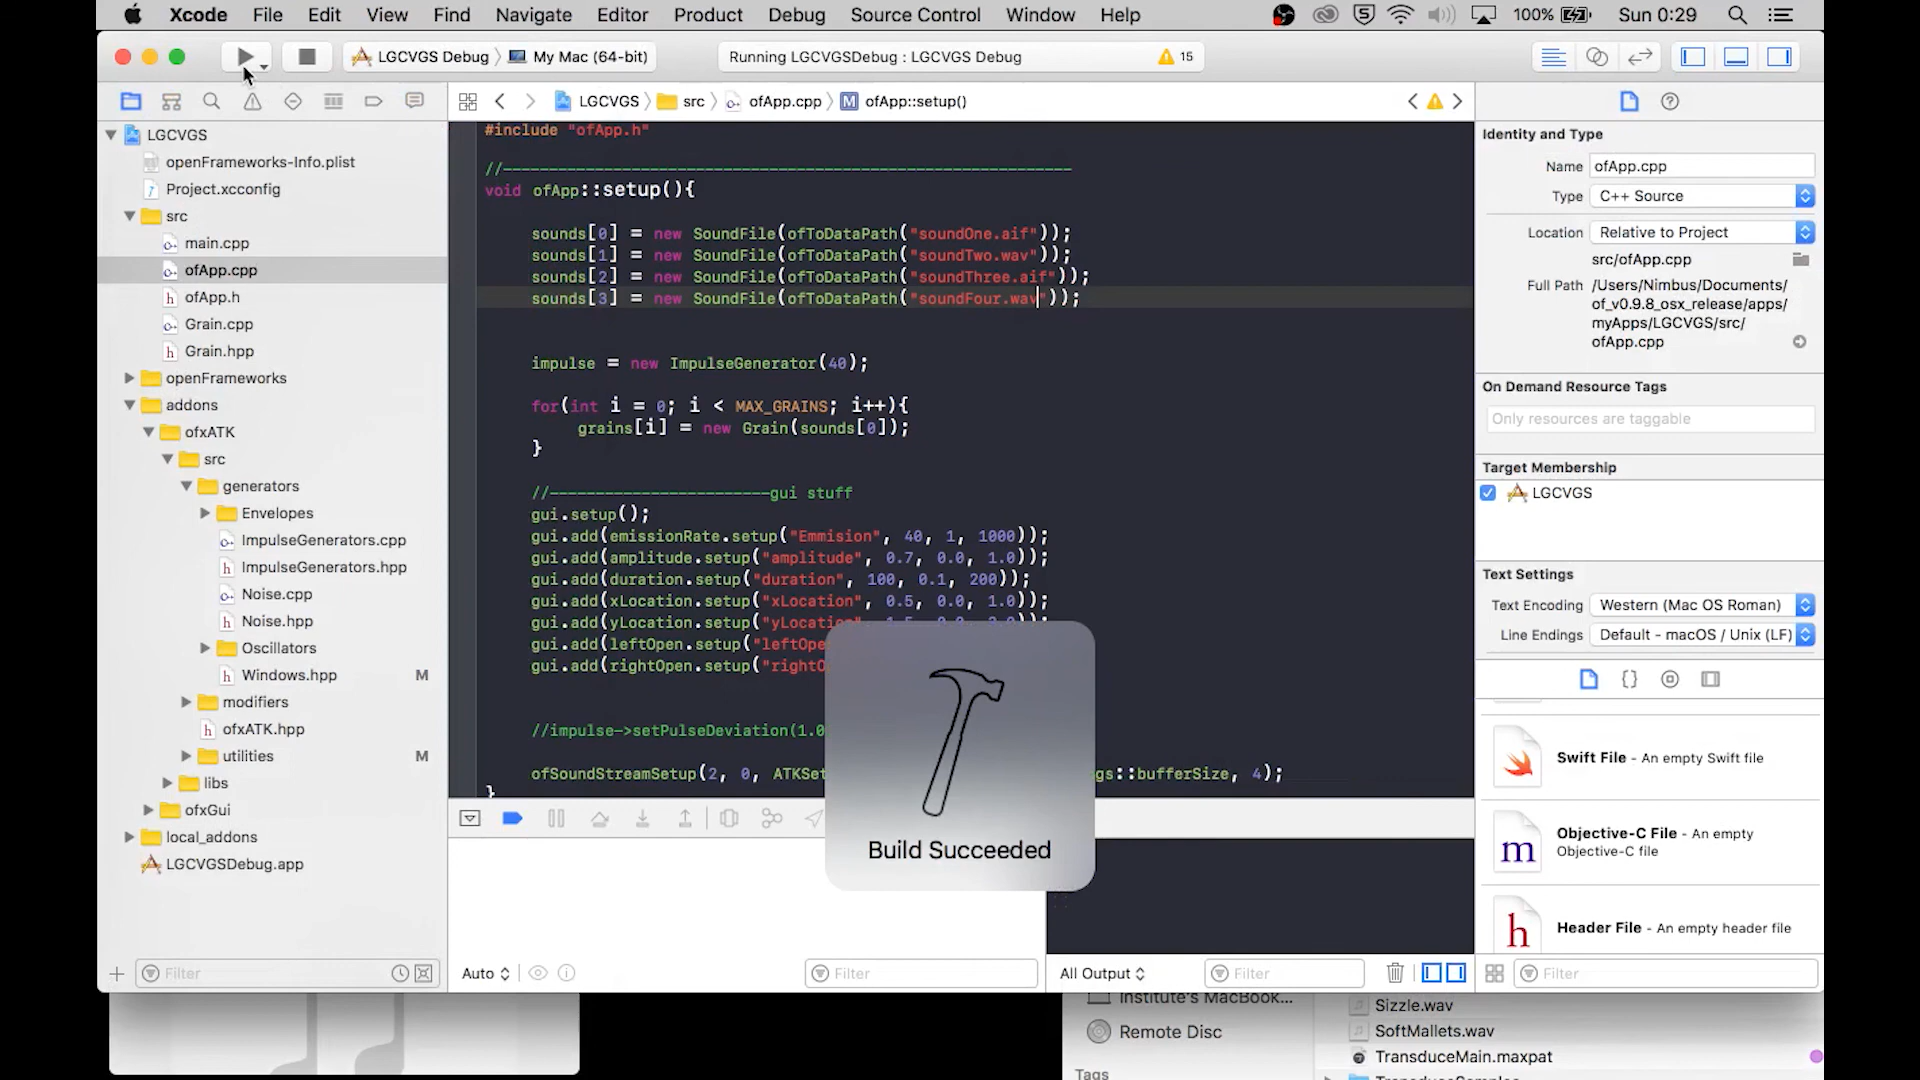 Xcode File Edit View Find Navigate Editor Product Debug Source Control Window Help 100% Sun 0:29
LGCVGS Debug My Mac (64-bit) Running LGCVGSDebug : LGCVGS Debug 15
LGCVGS src ofApp.cpp M ofApp::setup()
LGCVGS
openFrameworks-Info.plist
Project.xcconfig
src
main.cpp
ofApp.cpp
ofApp.h
Grain.cpp
Grain.hpp
openFrameworks
addons
ofxATK
src
generators
Envelopes
ImpulseGenerators.cpp
ImpulseGenerators.hpp
Noise.cpp
Noise.hpp
Oscillators
Windows.hpp M
modifiers
ofxATK.hpp
utilities M
libs
ofxGui
local_addons
LGCVGSDebug.app
Filter
#include "ofApp.h"
//--------------------------------------------------------------
void ofApp::setup(){
sounds[0] = new SoundFile(ofToDataPath("soundOne.aif"));
sounds[1] = new SoundFile(ofToDataPath("soundTwo.wav"));
sounds[2] = new SoundFile(ofToDataPath("soundThree.aif"));
sounds[3] = new SoundFile(ofToDataPath("soundFour.wav"));
impulse = new ImpulseGenerator(40);
for(int i = 0; i < MAX_GRAINS; i++){
grains[i] = new Grain(sounds[0]);
}
//------------------------gui stuff
gui.setup();
gui.add(emissionRate.setup("Emmision", 40, 1, 1000));
gui.add(amplitude.setup("amplitude", 0.7, 0.0, 1.0));
gui.add(duration.setup("duration", 100, 0.1, 200));
gui.add(xLocation.setup("xLocation", 0.5, 0.0, 1.0));
gui.add(yLocation.setup("yLocation",
gui.add(leftOpen.setup("leftOpe
gui.add(rightOpen.setup("rightO
//impulse->setPulseDeviation(1.0
ofSoundStreamSetup(2, 0, ATKSet gs::bufferSize, 4);
}
Build Succeeded
Auto Filter All Output Filter
Identity and Type
Name ofApp.cpp
Type C++ Source
Location Relative to Project
src/ofApp.cpp
Full Path /Users/Nimbus/Documents/
of_v0.9.8_osx_release/apps/
myApps/LGCVGS/src/
ofApp.cpp
On Demand Resource Tags
Only resources are taggable
Target Membership
LGCVGS
Text Settings
Text Encoding Western (Mac OS Roman)
Line Endings Default - macOS / Unix (LF)
Swift File - An empty Swift file
Objective-C File - An empty
Objective-C file
Header File - An empty header file
Filter
Institute's MacBook...
Remote Disc
Tags
Sizzle.wav
SoftMallets.wav
TransduceMain.maxpat